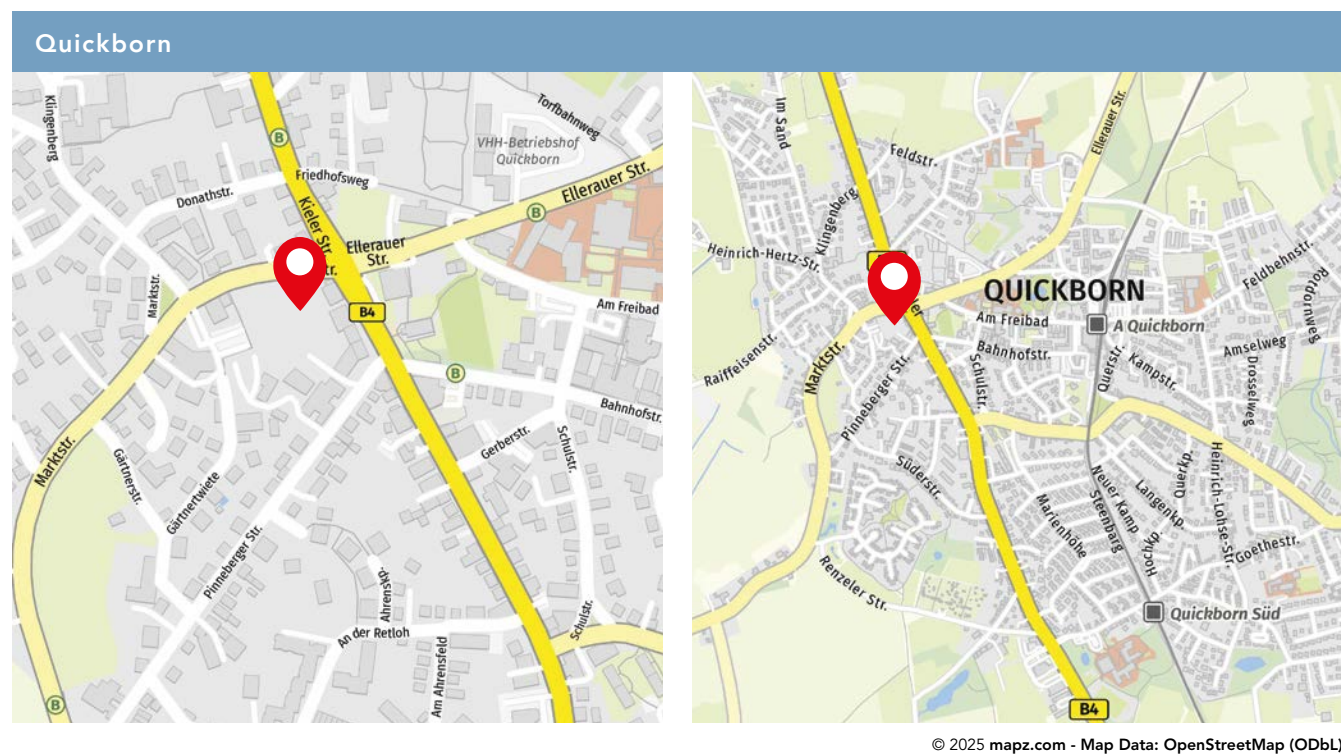 Quickborn
Klingenberg
B
Torfbahnweg
VHH-Betriebshof
Quickborn
Friedhofsweg
Donathstr.
Ellerauer Str.
B
Kieler Str.
Ellerauer
Str.
tr.
Marktstr.
B4
Am Freibad
B
Bahnhofstr.
Marktstr.
Gerberstr.
Schulstr.
Gärtnerstr.
Gärtnertwiete
Pinneberger Str.
Ahrenskp.
An der Retloh
Schulstr.
Am Ahrensfeld
B
Im Sand
Feldstr.
Ellerauer Str.
Klingenberg
Heinrich-Hertz-Str.
Feldbehnstr.
Rotdornweg
QUICKBORN
Am Freibad
A Quickborn
Raiffeisenstr.
Marktstr.
Pinneberger Str.
Bahnhofstr.
Schulstr.
Querstr.
Kampstr.
Amselweg
Drosselweg
Süderstr.
Marienhöhe
Neuer Kamp
Steenbarg
Langenkp.
Querkp.
Hochkp.
Heinrich-Lohse-Str.
Goethestr.
Renzeler Str.
Quickborn Süd
B4
© 2025 mapz.com - Map Data: OpenStreetMap (ODbL)